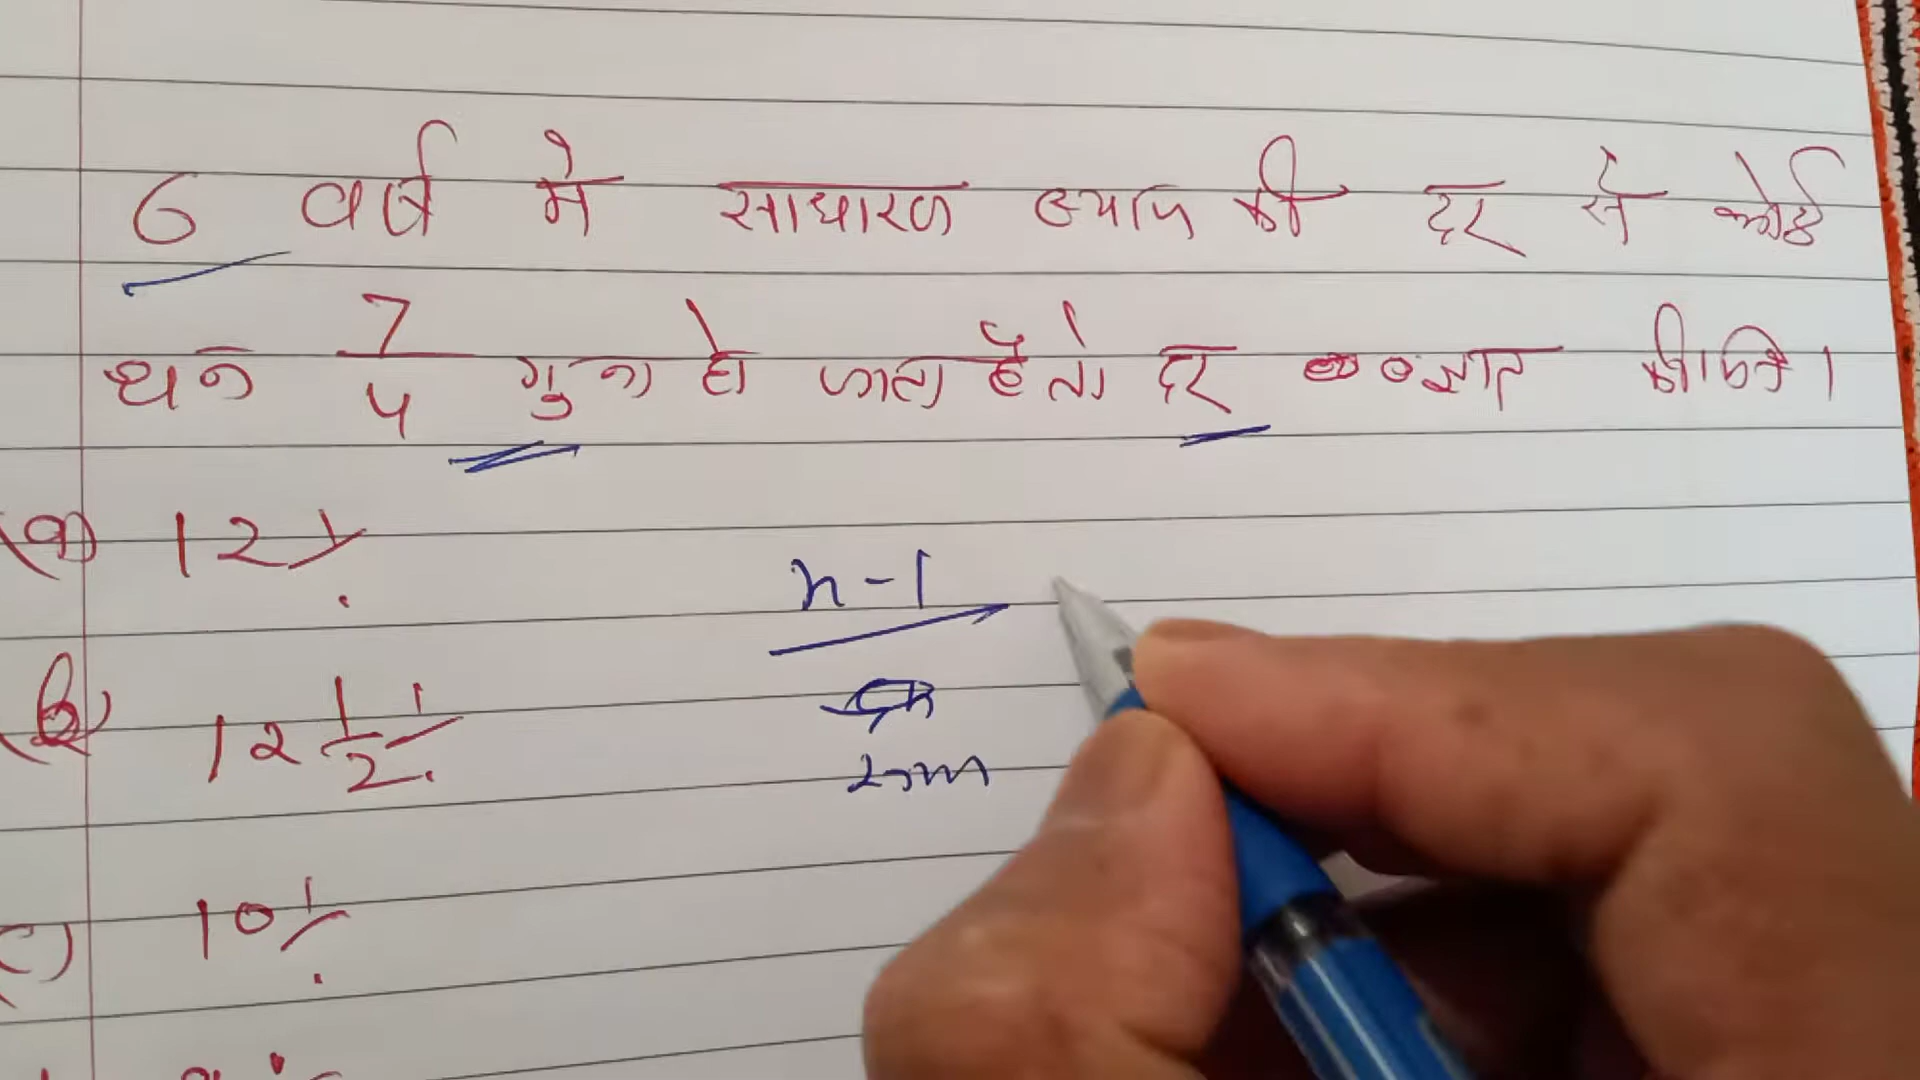 6 वर्ष में साधारण ब्याज की दर से कोई
धन 7/4 गुना हो जाता है तो दर ज्ञात कीजिये।
(a) 12%
(b) 12 1/2 %
n-1
(c) 10%